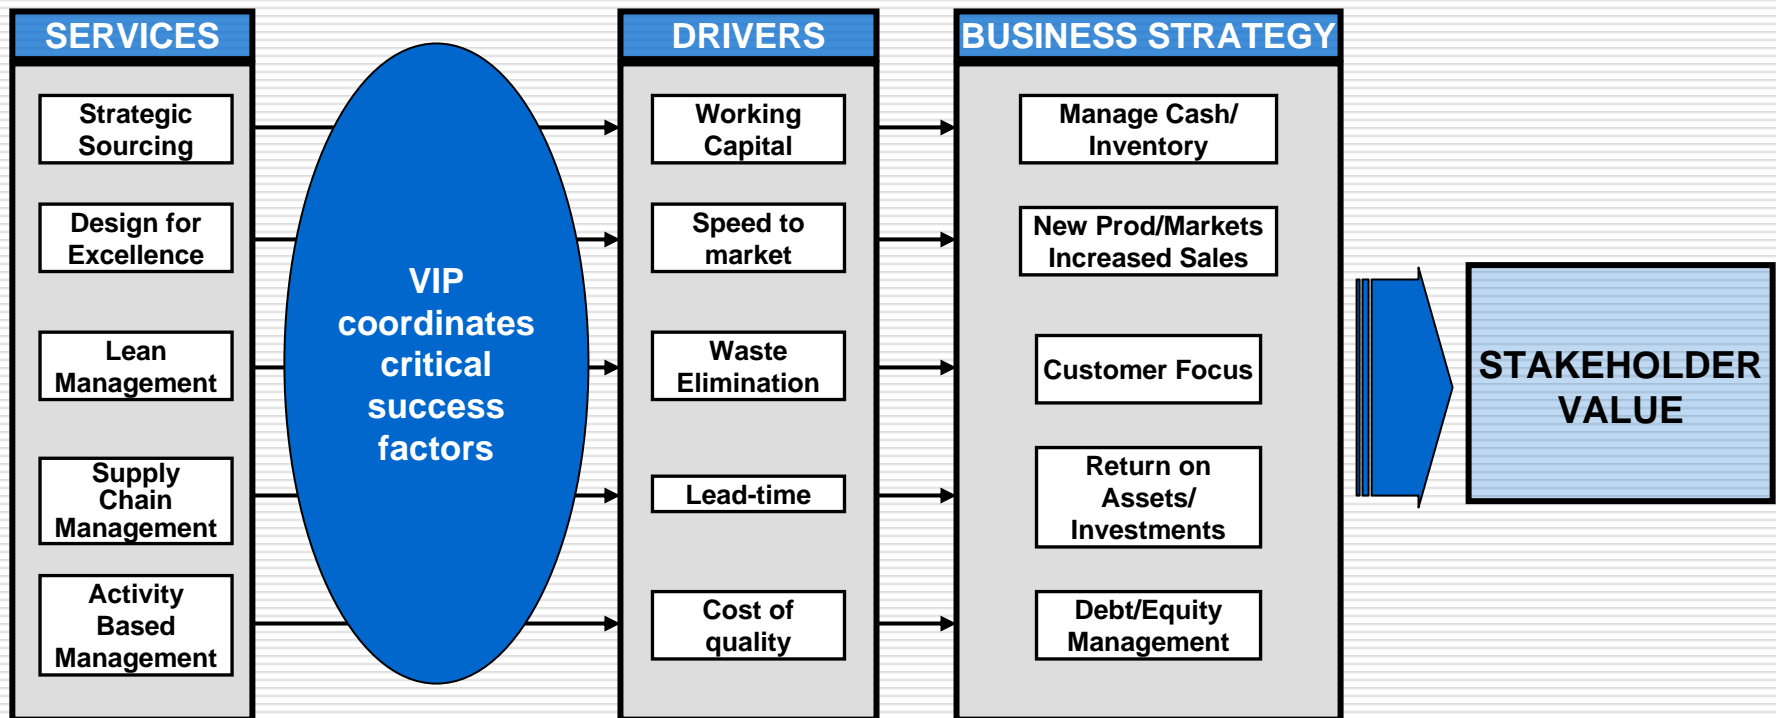 SERVICES
Strategic
Sourcing
Design for
Excellence
Lean
Management
Supply
Chain
Management
Activity
Based
Management
VIP
coordinates
critical
success
factors
DRIVERS
Working
Capital
Speed to
market
Waste
Elimination
Lead-time
Cost of
quality
BUSINESS STRATEGY
Manage Cash/
Inventory
New Prod/Markets
Increased Sales
Customer Focus
Return on
Assets/
Investments
Debt/Equity
Management
STAKEHOLDER
VALUE